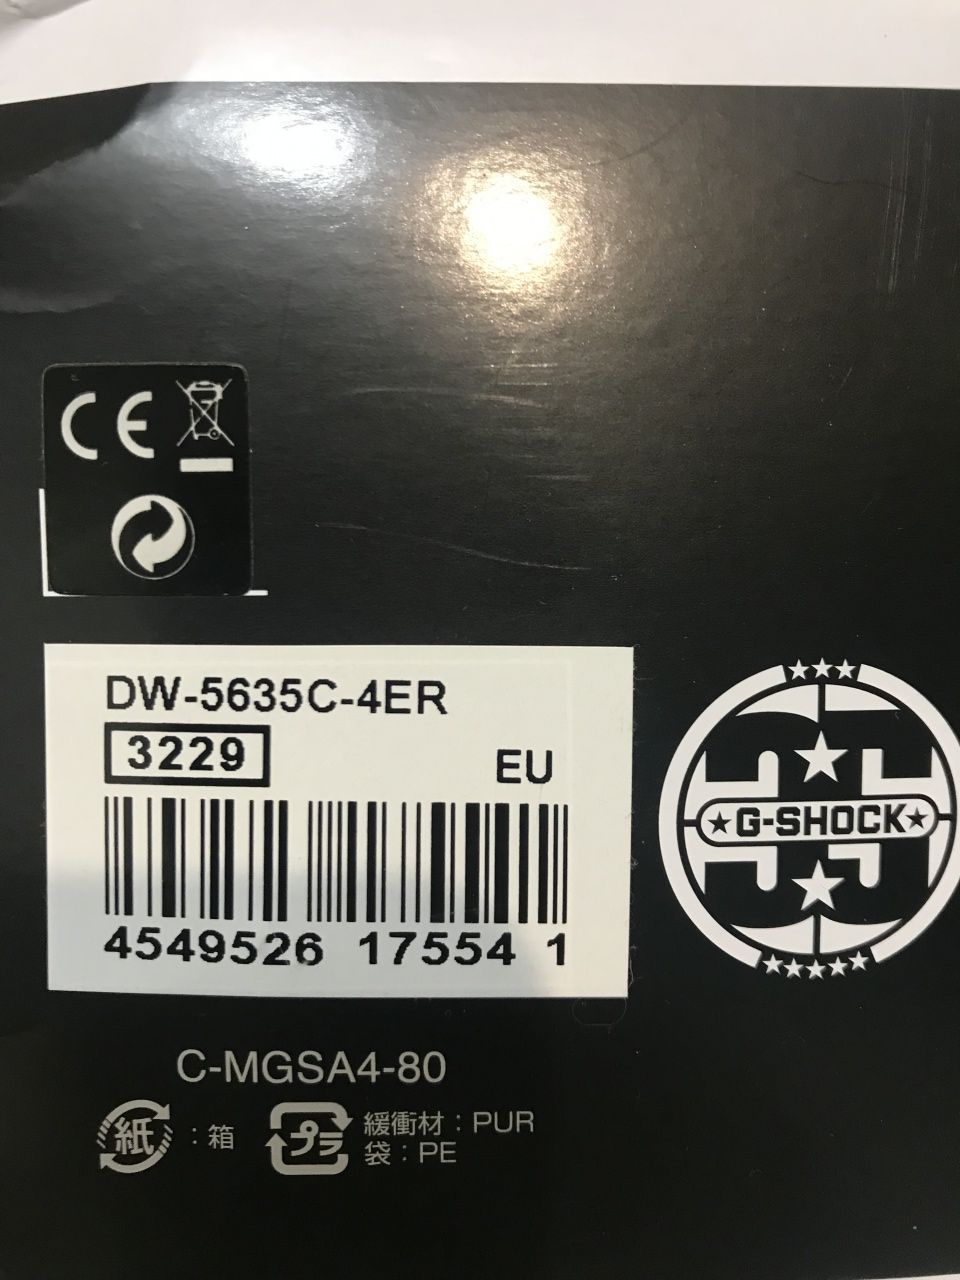 CE
DW-5635C-4ER
3229
EU
4549526 17554 1
35
★G-SHOCK★
C-MGSA4-80
紙 : 箱
プラ 緩衝材 : PUR
袋 : PE